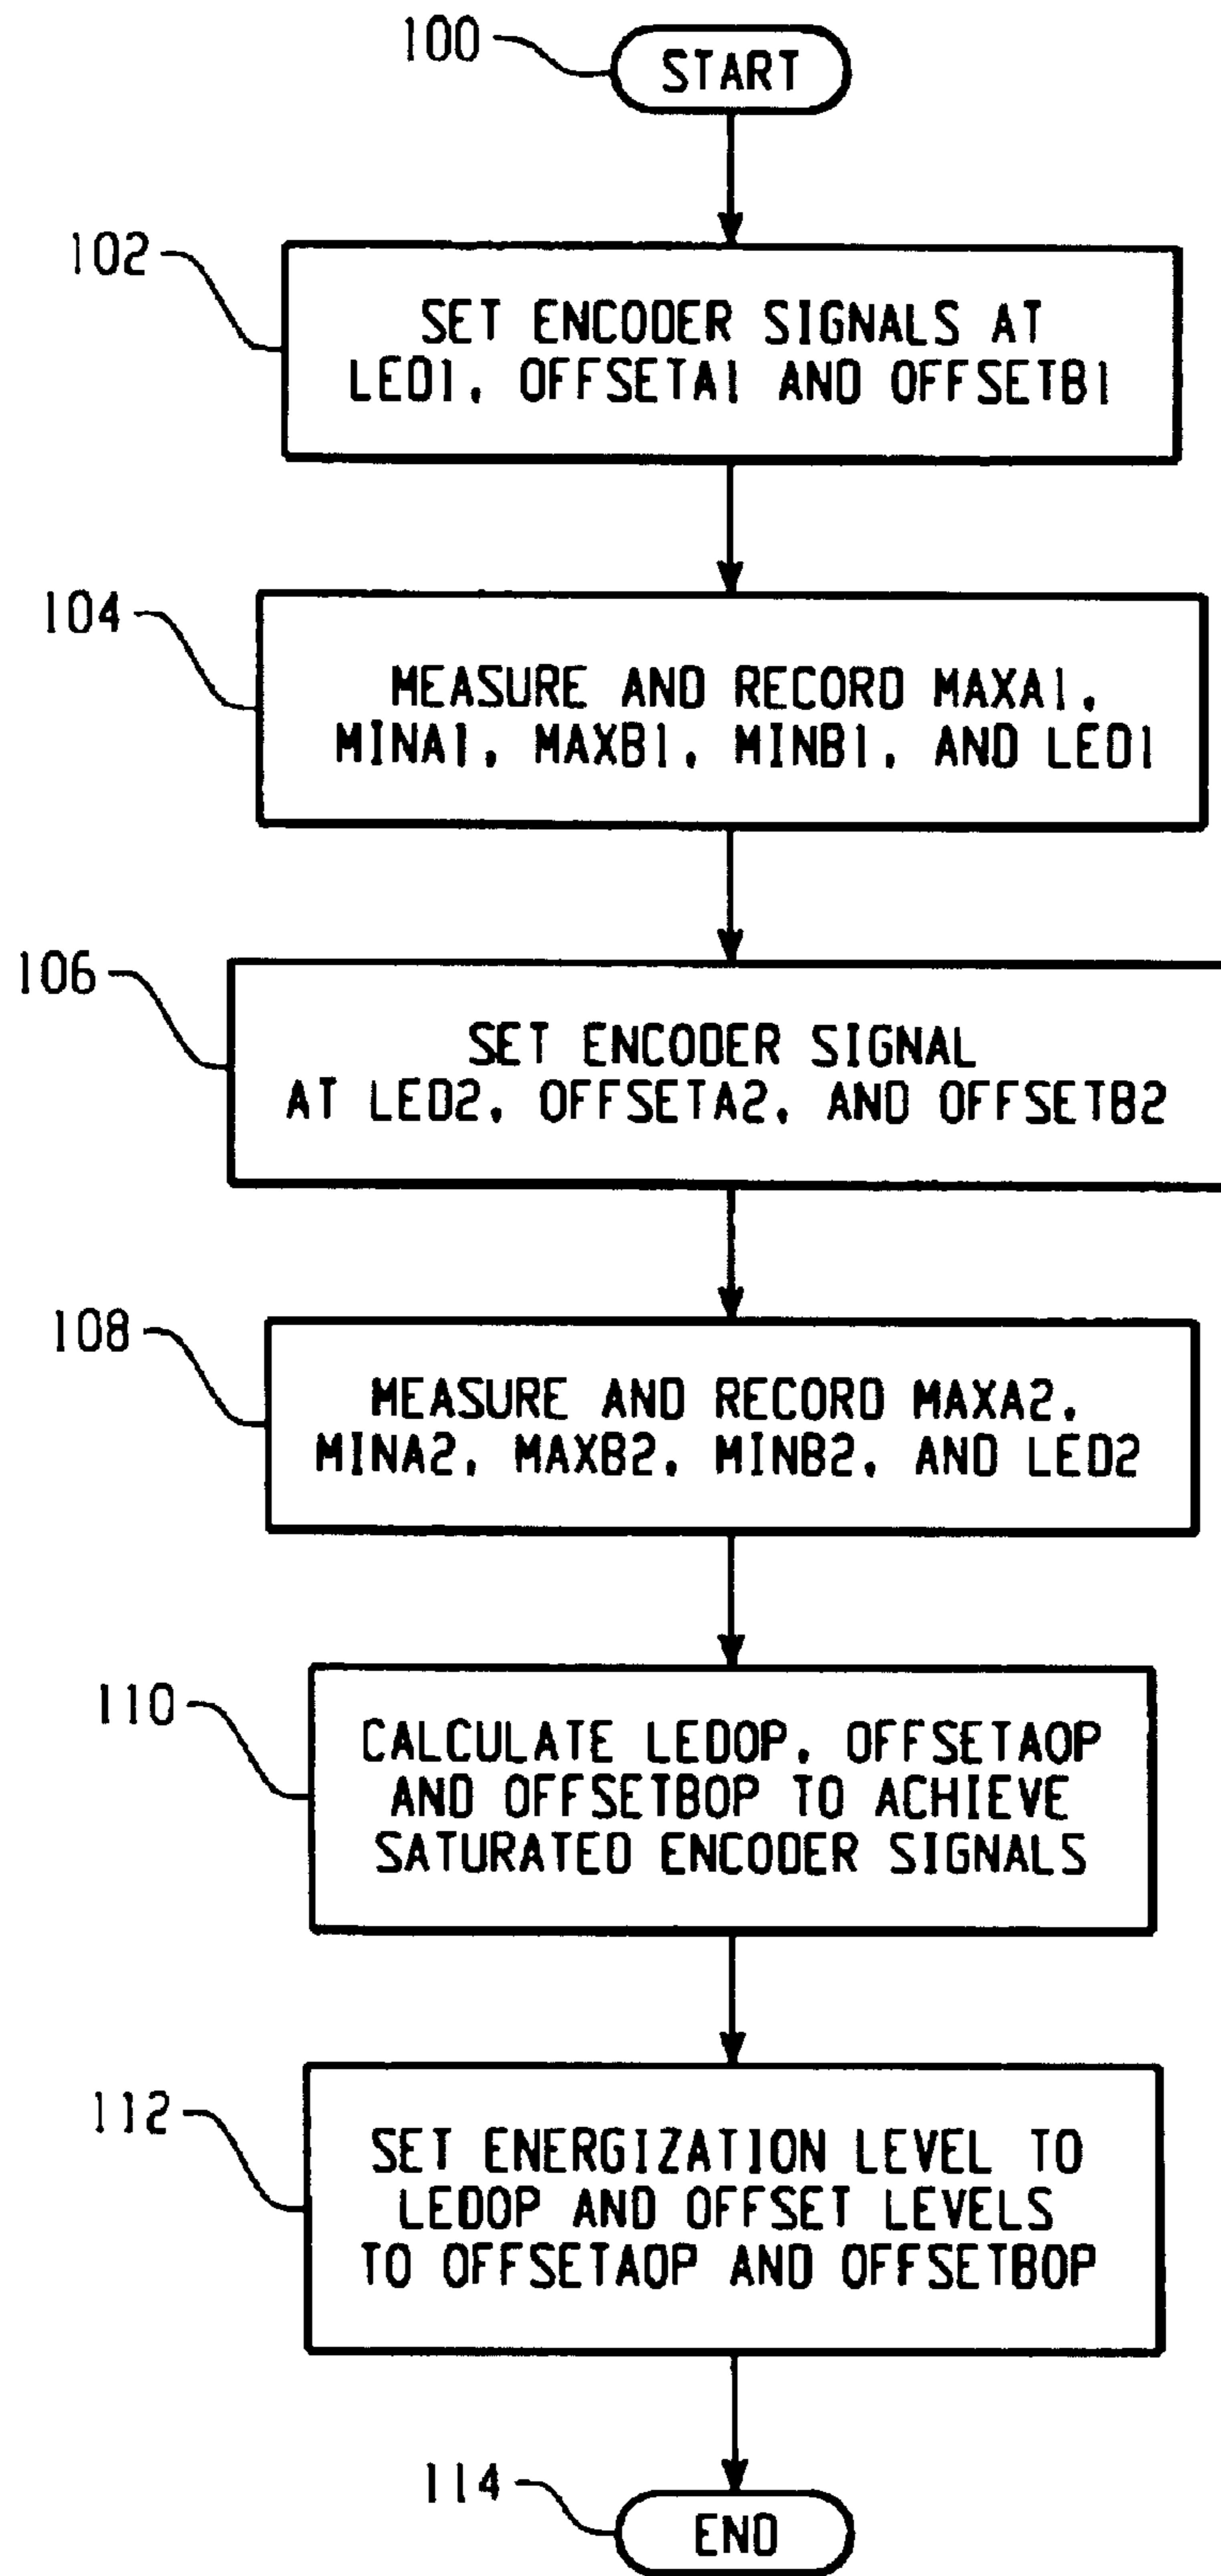 100
START
102
SET ENCODER SIGNALS AT
LED1, OFFSETA1 AND OFFSETB1
104
MEASURE AND RECORD MAXA1,
MINA1, MAXB1, MINB1, AND LED1
106
SET ENCODER SIGNAL
AT LED2, OFFSETA2, AND OFFSETB2
108
MEASURE AND RECORD MAXA2,
MINA2, MAXB2, MINB2, AND LED2
110
CALCULATE LEDOP, OFFSETAOP
AND OFFSETBOP TO ACHIEVE
SATURATED ENCODER SIGNALS
112
SET ENERGIZATION LEVEL TO
LEDOP AND OFFSET LEVELS
TO OFFSETAOP AND OFFSETBOP
114
END